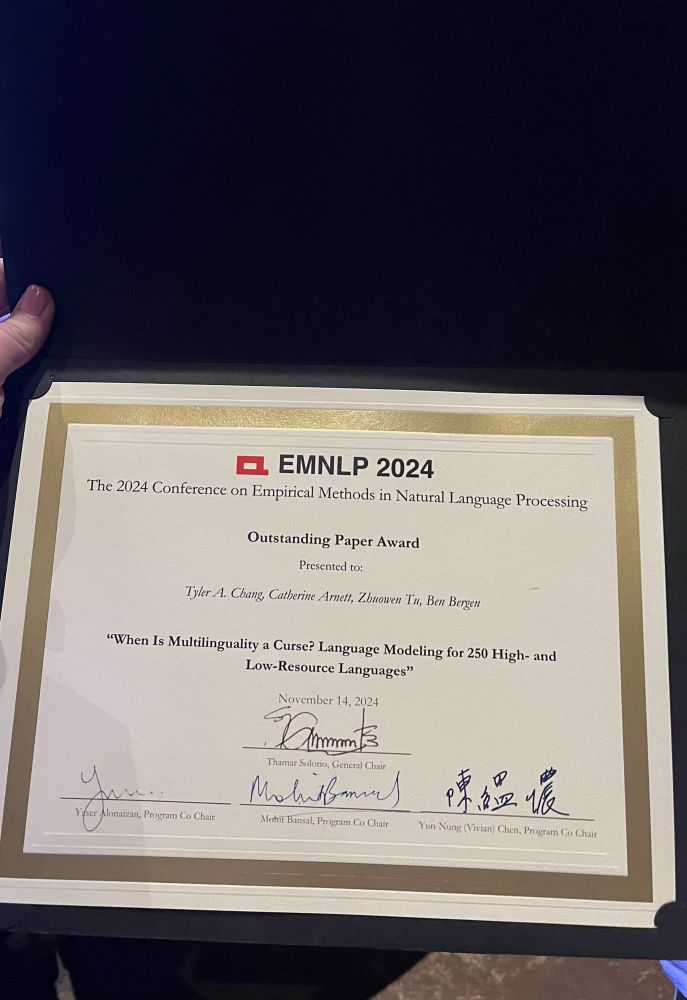 EMNLP 2024
The 2024 Conference on Empirical Methods in Natural Language Processing
Outstanding Paper Award
Presented to:
Tyler A. Chang, Catherine Arnett, Zhuowen Tu, Ben Bergen
“When Is Multilinguality a Curse? Language Modeling for 250 High- and
Low-Resource Languages”
November 14, 2024
Thamar Solorio, General Chair
Mohit Bansal
陳縕儂
Yaser Alonaizan, Program Co Chair
Mohit Bansal, Program Co Chair
Yun-Nung (Vivian) Chen, Program Co Chair